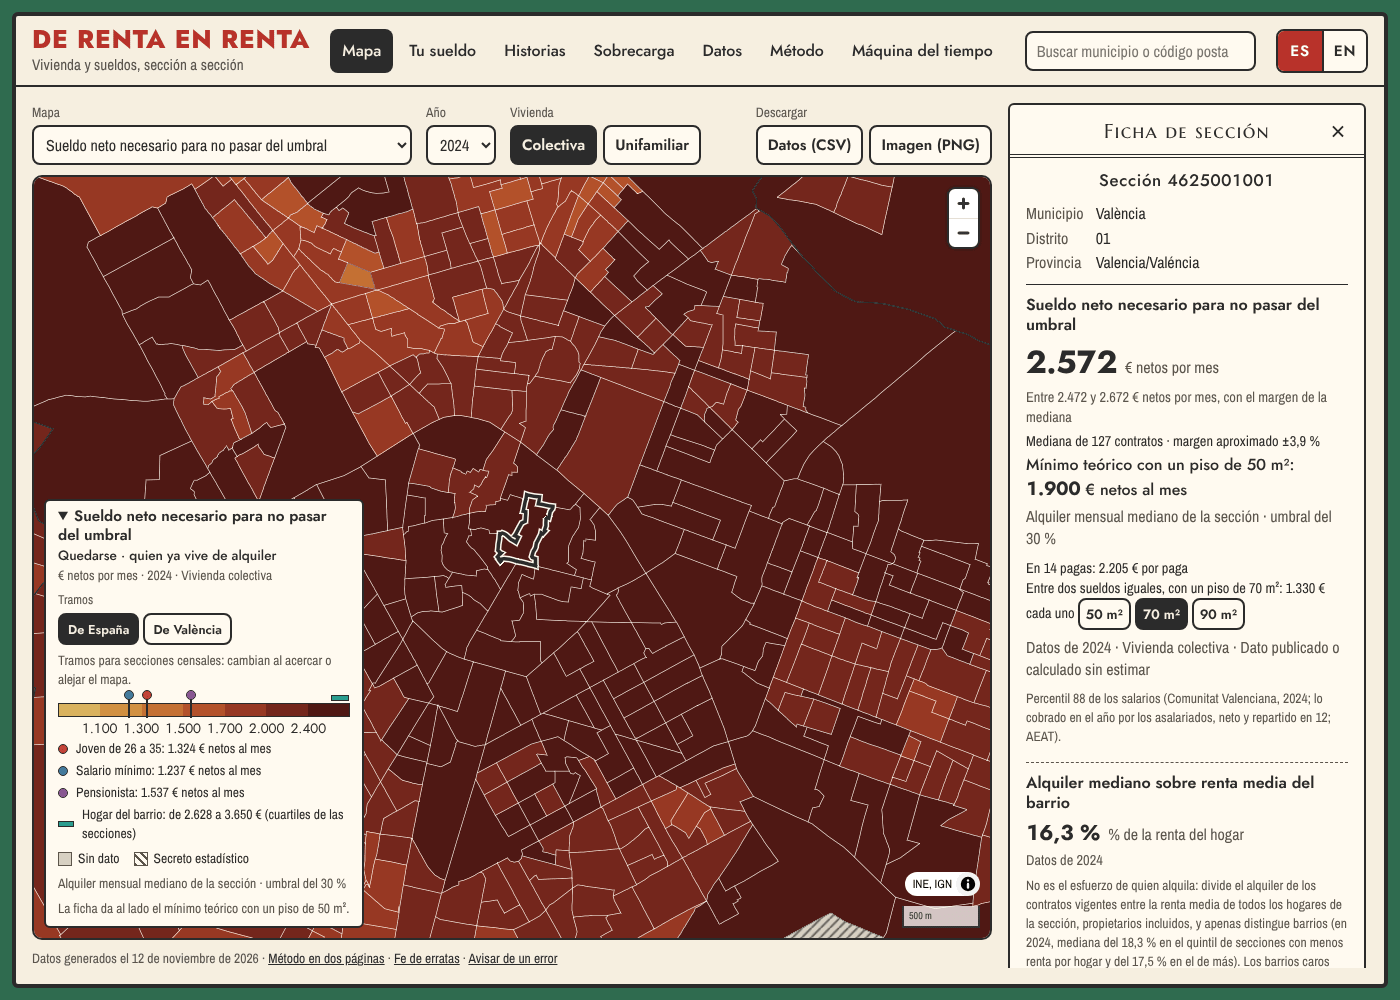 DE RENTA EN RENTA
Vivienda y sueldos, sección a sección
Mapa
Tu sueldo
Historias
Sobrecarga
Datos
Método
Máquina del tiempo
Buscar municipio o código posta
ES
EN
Mapa
Sueldo neto necesario para no pasar del umbral
Año
2024
Vivienda
Colectiva
Unifamiliar
Descargar
Datos (CSV)
Imagen (PNG)
+
−
▼ Sueldo neto necesario para no pasar
del umbral
Quedarse · quien ya vive de alquiler
€ netos por mes · 2024 · Vivienda colectiva
Tramos
De España
De València
Tramos para secciones censales: cambian al acercar o
alejar el mapa.
1.100 1.300 1.500 1.700 2.000 2.400
Joven de 26 a 35: 1.324 € netos al mes
Salario mínimo: 1.237 € netos al mes
Pensionista: 1.537 € netos al mes
Hogar del barrio: de 2.628 a 3.650 € (cuartiles de las
secciones)
Sin dato
Secreto estadístico
Alquiler mensual mediano de la sección · umbral del 30 %
La ficha da al lado el mínimo teórico con un piso de 50 m².
INE, IGN
500 m
Datos generados el 12 de noviembre de 2026 · Método en dos páginas · Fe de erratas · Avisar de un error
Ficha de sección
✕
Sección 4625001001
Municipio València
Distrito 01
Provincia Valencia/Valéncia
Sueldo neto necesario para no pasar del
umbral
2.572 € netos por mes
Entre 2.472 y 2.672 € netos por mes, con el margen de la
mediana
Mediana de 127 contratos · margen aproximado ±3,9 %
Mínimo teórico con un piso de 50 m²:
1.900 € netos al mes
Alquiler mensual mediano de la sección · umbral del
30 %
En 14 pagas: 2.205 € por paga
Entre dos sueldos iguales, con un piso de 70 m²: 1.330 €
cada uno 50 m² 70 m² 90 m²
Datos de 2024 · Vivienda colectiva · Dato publicado o
calculado sin estimar
Percentil 88 de los salarios (Comunitat Valenciana, 2024; lo
cobrado en el año por los asalariados, neto y repartido en 12;
AEAT).
Alquiler mediano sobre renta media del
barrio
16,3 % % de la renta del hogar
Datos de 2024
No es el esfuerzo de quien alquila: divide el alquiler de los
contratos vigentes entre la renta media de todos los hogares de
la sección, propietarios incluidos, y apenas distingue barrios (en
2024, mediana del 18,3 % en el quintil de secciones con menos
renta por hogar y del 17,5 % en el de más). Los barrios caros